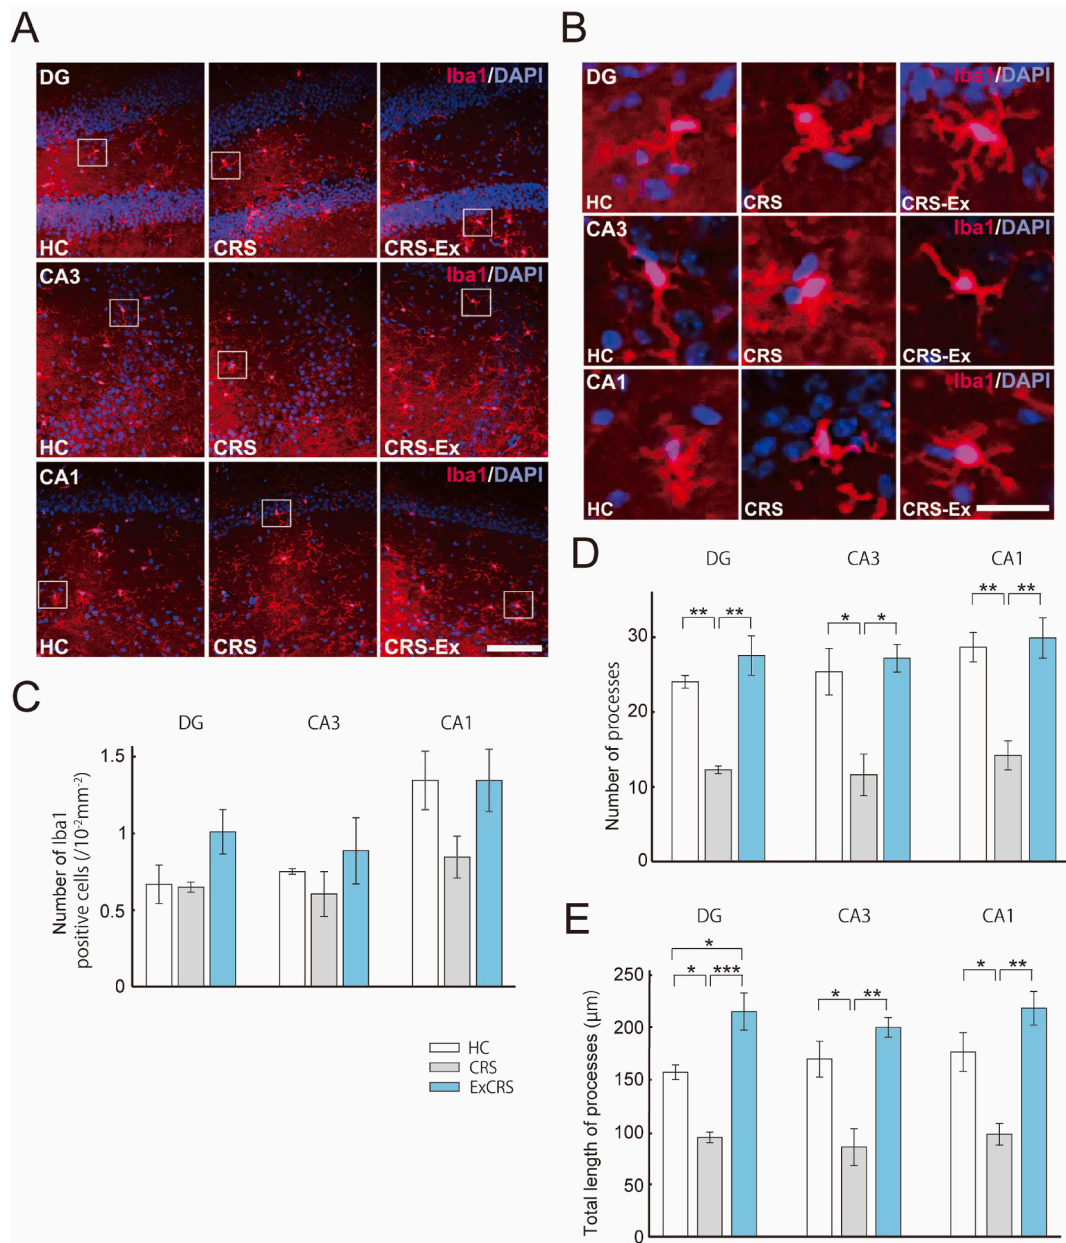 A
DG
Iba1/DAPI
HC
CRS
CRS-Ex
CA3
Iba1/DAPI
HC
CRS
CRS-Ex
CA1
Iba1/DAPI
HC
CRS
CRS-Ex
B
DG
Iba1/DAPI
HC
CRS
CRS-Ex
CA3
Iba1/DAPI
HC
CRS
CRS-Ex
CA1
Iba1/DAPI
HC
CRS
CRS-Ex
C
DG
CA3
CA1
Number of Iba1
positive cells (/10⁻²mm⁻²)
1.5
1
0.5
0
HC
CRS
ExCRS
D
DG
CA3
CA1
Number of processes
30
20
10
0
** ** * * ** **
E
DG
CA3
CA1
Total length of processes (μm)
250
200
150
100
50
0
*
* *** * ** * **